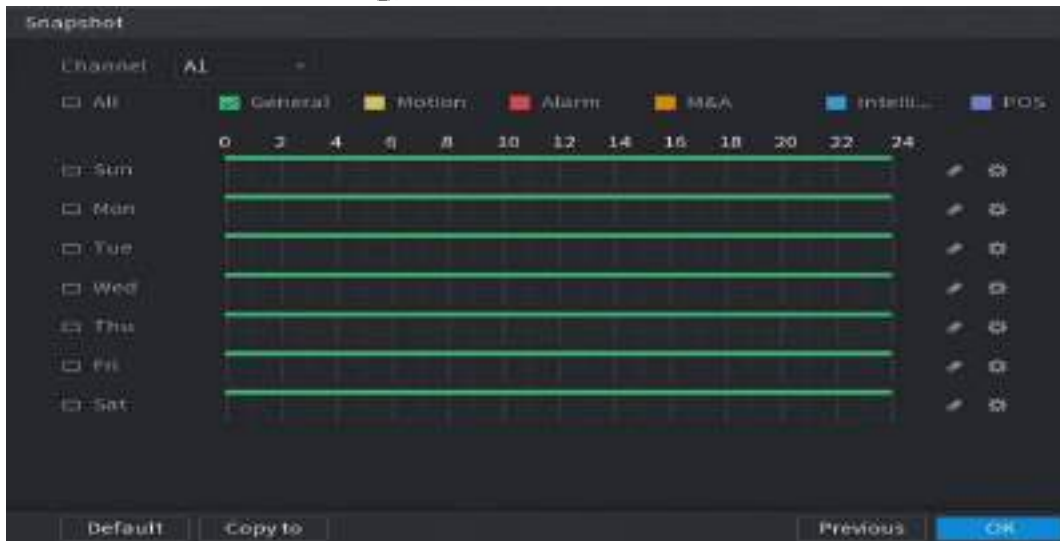 Snapshot
Channel A1
All General Motion Alarm M&A Intelli... POS
0 2 4 6 8 10 12 14 16 18 20 22 24
Sun
Mon
Tue
Wed
Thu
Fri
Sat
Default Copy to Previous OK